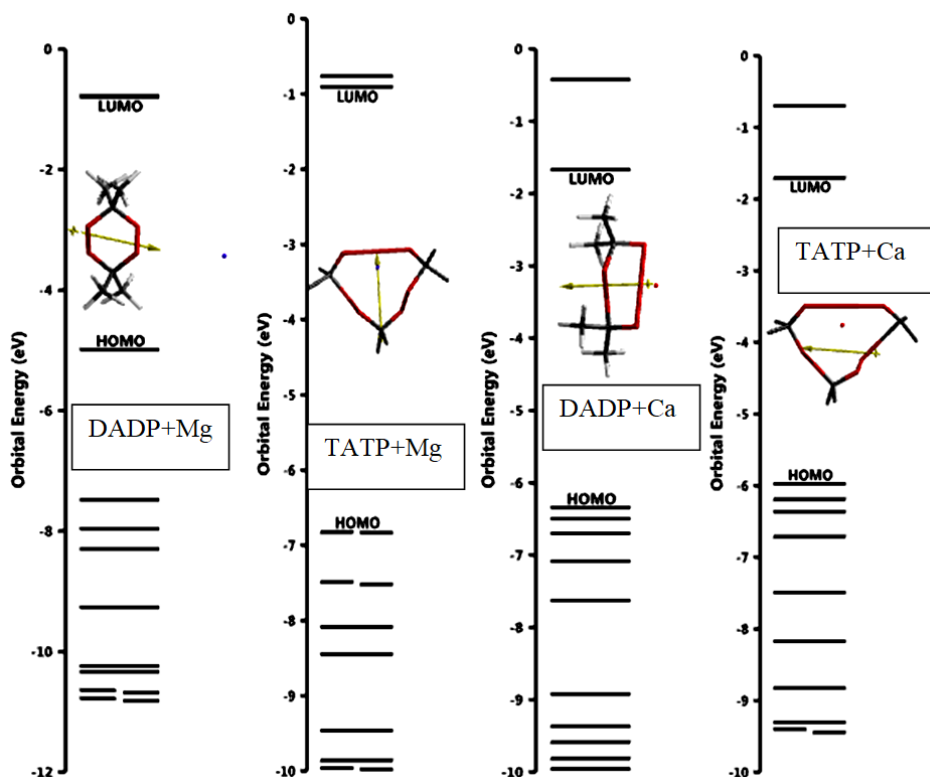 0
-2
-4
-6
-8
-10
-12
Orbital Energy (eV)
LUMO
HOMO
DADP+Mg
-0
-1
-2
-3
-4
-5
-6
-7
-8
-9
-10
Orbital Energy (eV)
LUMO
TATP+Mg
HOMO
0
-1
-2
-3
-4
-5
-6
-7
-8
-9
-10
Orbital Energy (eV)
LUMO
DADP+Ca
HOMO
0
-1
-2
-3
-4
-5
-6
-7
-8
-9
-10
Orbital Energy (eV)
LUMO
TATP+Ca
HOMO